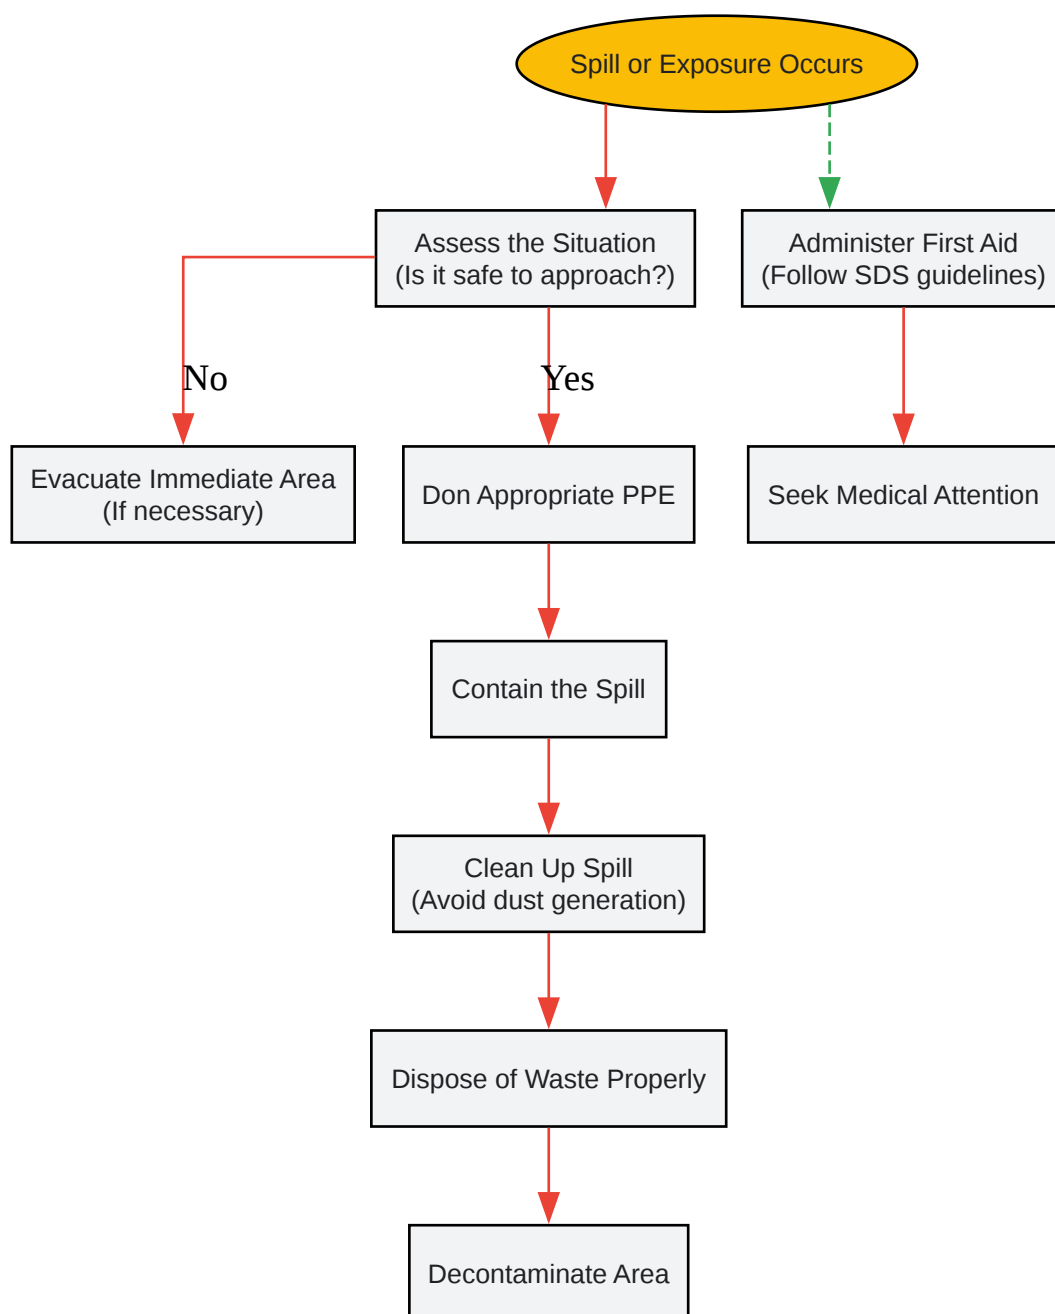 Spill or Exposure Occurs
Assess the Situation
(Is it safe to approach?)
Administer First Aid
(Follow SDS guidelines)
No
Yes
Evacuate Immediate Area
(If necessary)
Don Appropriate PPE
Seek Medical Attention
Contain the Spill
Clean Up Spill
(Avoid dust generation)
Dispose of Waste Properly
Decontaminate Area